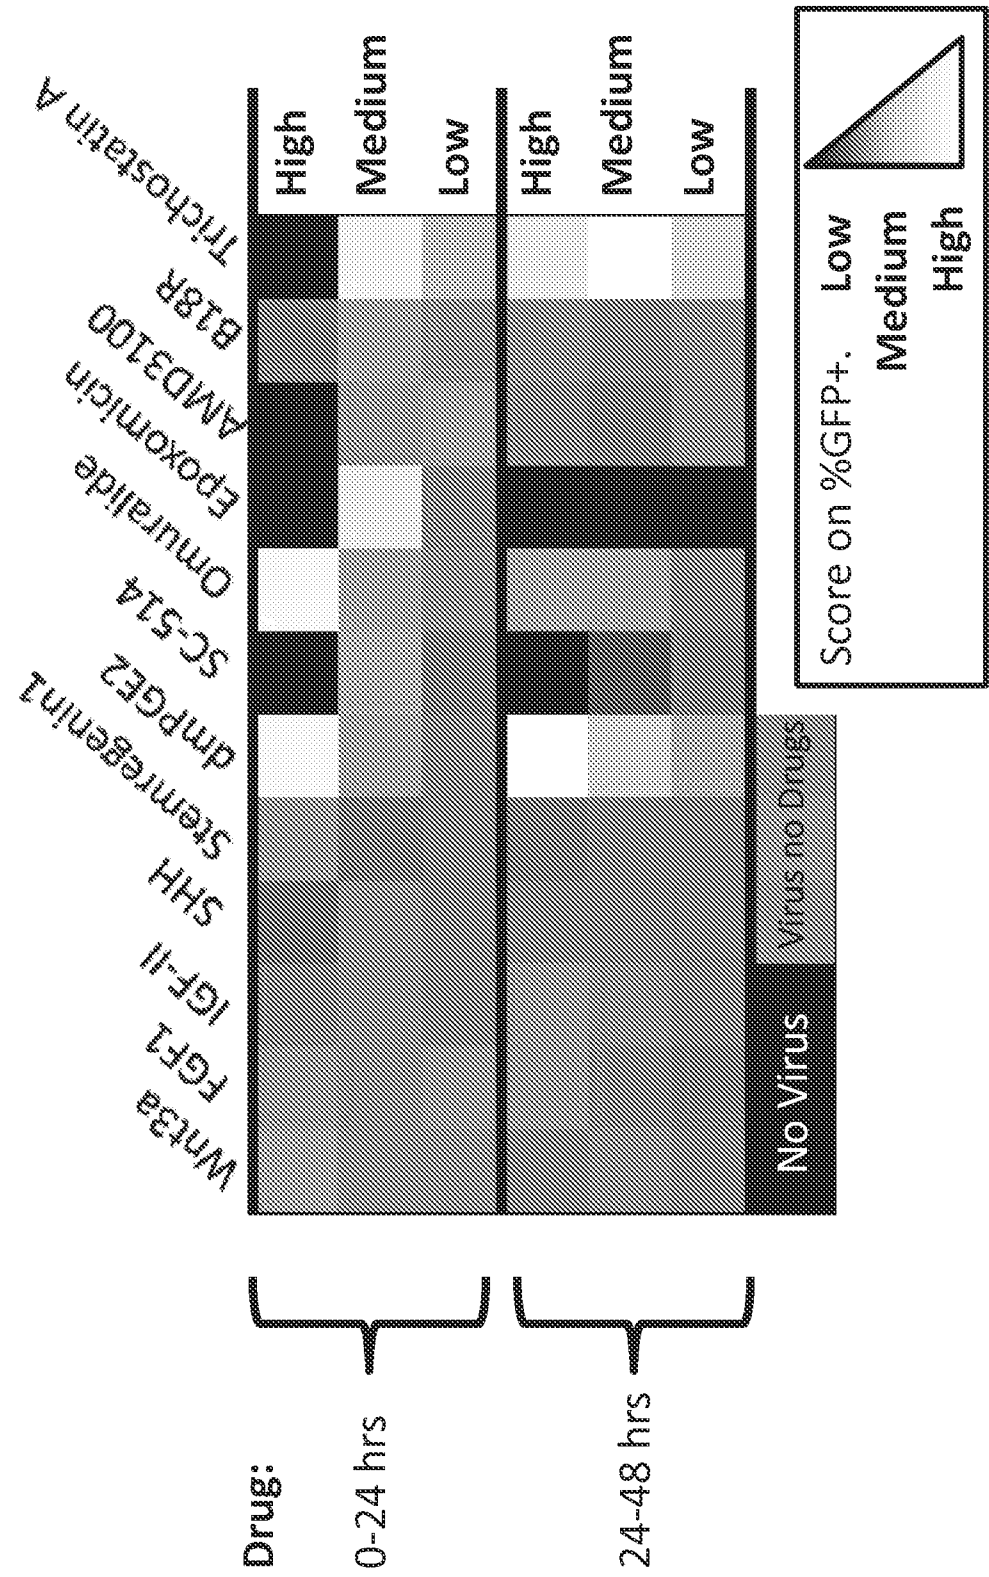 Drug:
Wnt3a
FGF1
IGF-II
SHH
Stemregenin1
dmPGE2
SC-514
Ormuralide
Epoxomicin
AMD3100
B18R
Trichostatin A
0-24 hrs
High
Medium
Low
24-48 hrs
High
Medium
Low
No Virus
Virus no Drugs
Score on %GFP+.
Low
Medium
High